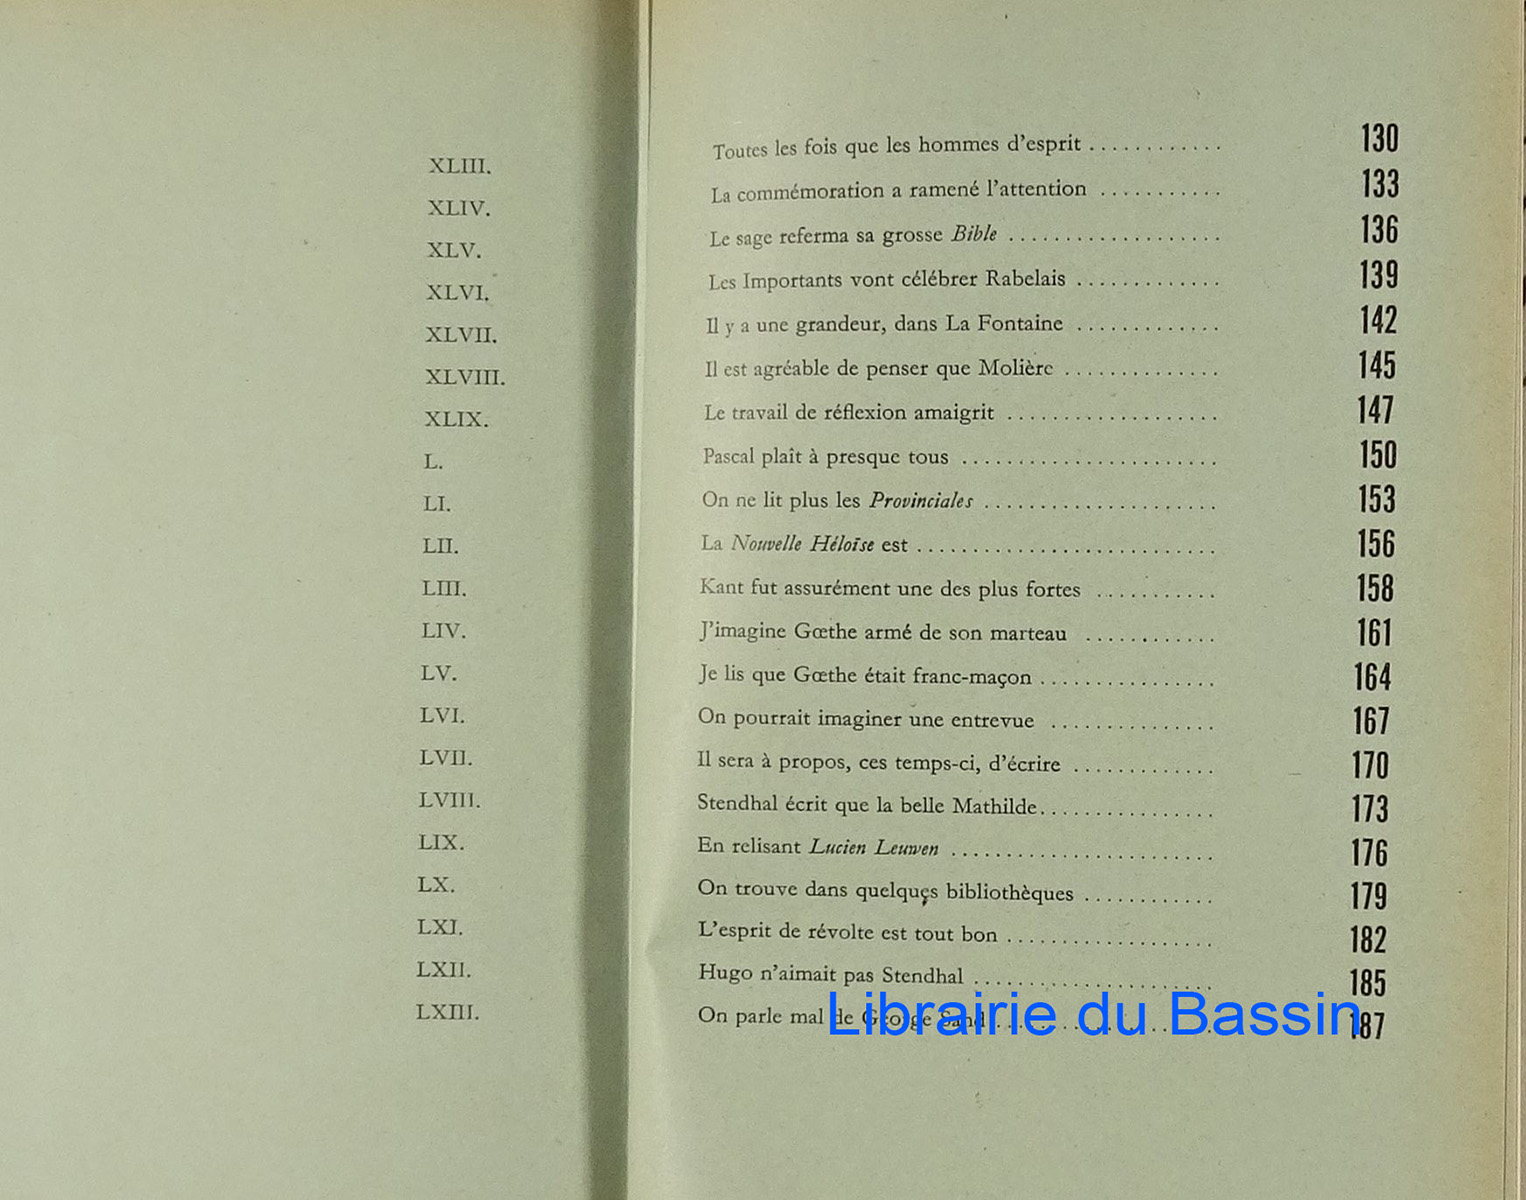 XLIII. Toutes les fois que les hommes d'esprit ............ 130
XLIV. La commémoration a ramené l'attention ........... 133
XLV. Le sage referma sa grosse Bible ................... 136
XLVI. Les Importants vont célébrer Rabelais ............. 139
XLVII. Il y a une grandeur, dans La Fontaine ............. 142
XLVIII. Il est agréable de penser que Molière .............. 145
XLIX. Le travail de réflexion amaigrit ................... 147
L. Pascal plaît à presque tous ....................... 150
LI. On ne lit plus les Provinciales ..................... 153
LII. La Nouvelle Héloïse est ........................... 156
LIII. Kant fut assurément une des plus fortes ........... 158
LIV. J'imagine Gœthe armé de son marteau ............ 161
LV. Je lis que Gœthe était franc-maçon ................ 164
LVI. On pourrait imaginer une entrevue ............... 167
LVII. Il sera à propos, ces temps-ci, d'écrire ............. 170
LVIII. Stendhal écrit que la belle Mathilde................ 173
LIX. En relisant Lucien Leuwen ........................ 176
LX. On trouve dans quelques bibliothèques ............ 179
LXI. L'esprit de révolte est tout bon ................... 182
LXII. Hugo n'aimait pas Stendhal ...................... 185
LXIII. On parle mal de George Sand .................... 187
Librairie du Bassin